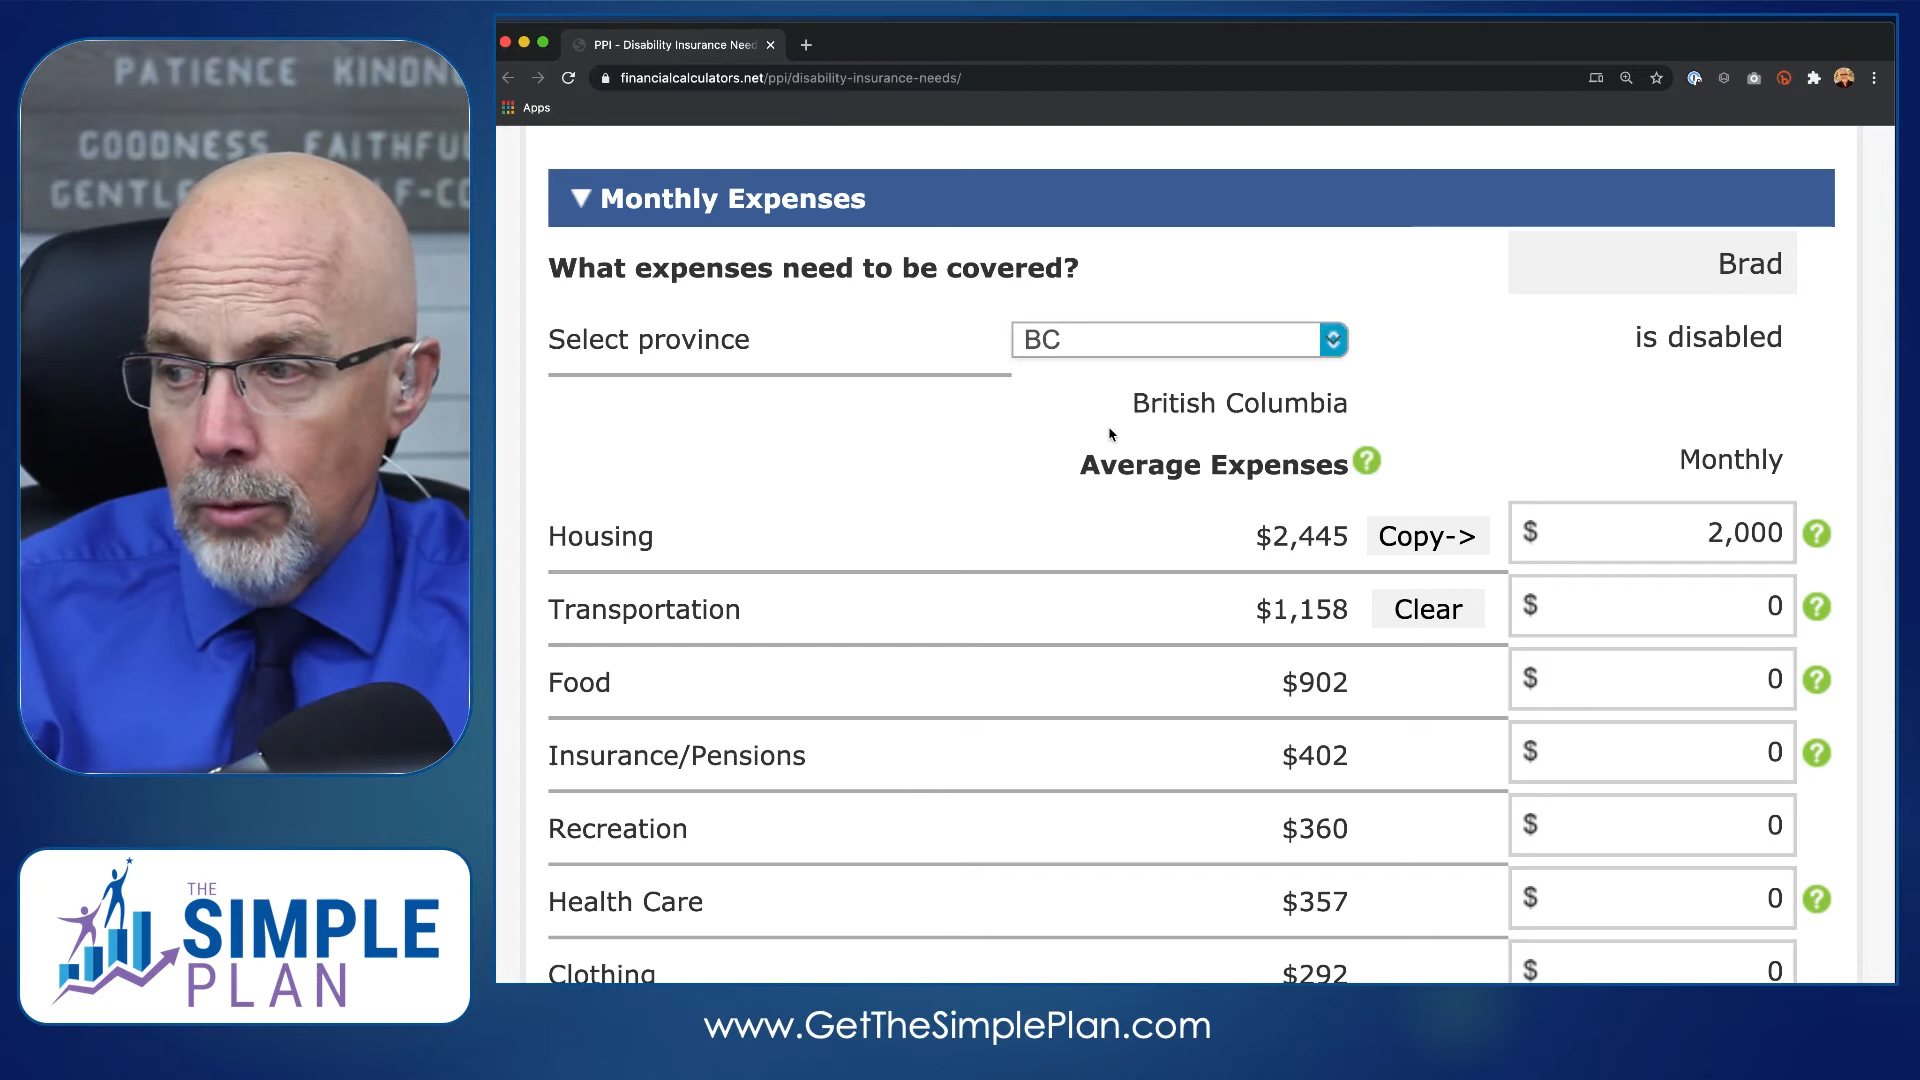 PATIENCE KINDN
GOODNESS FAITHFUL
GENTLE F-CO
PPI - Disability Insurance Need
financialcalculators.net/ppi/disability-insurance-needs/
Apps
▼ Monthly Expenses
What expenses need to be covered? Brad
Select province BC is disabled
British Columbia
Average Expenses ? Monthly
Housing $2,445 Copy-> $ 2,000 ?
Transportation $1,158 Clear $ 0 ?
Food $902 $ 0 ?
Insurance/Pensions $402 $ 0 ?
Recreation $360 $ 0
Health Care $357 $ 0 ?
Clothing $292 $ 0
THE
SIMPLE
PLAN
www.GetTheSimplePlan.com